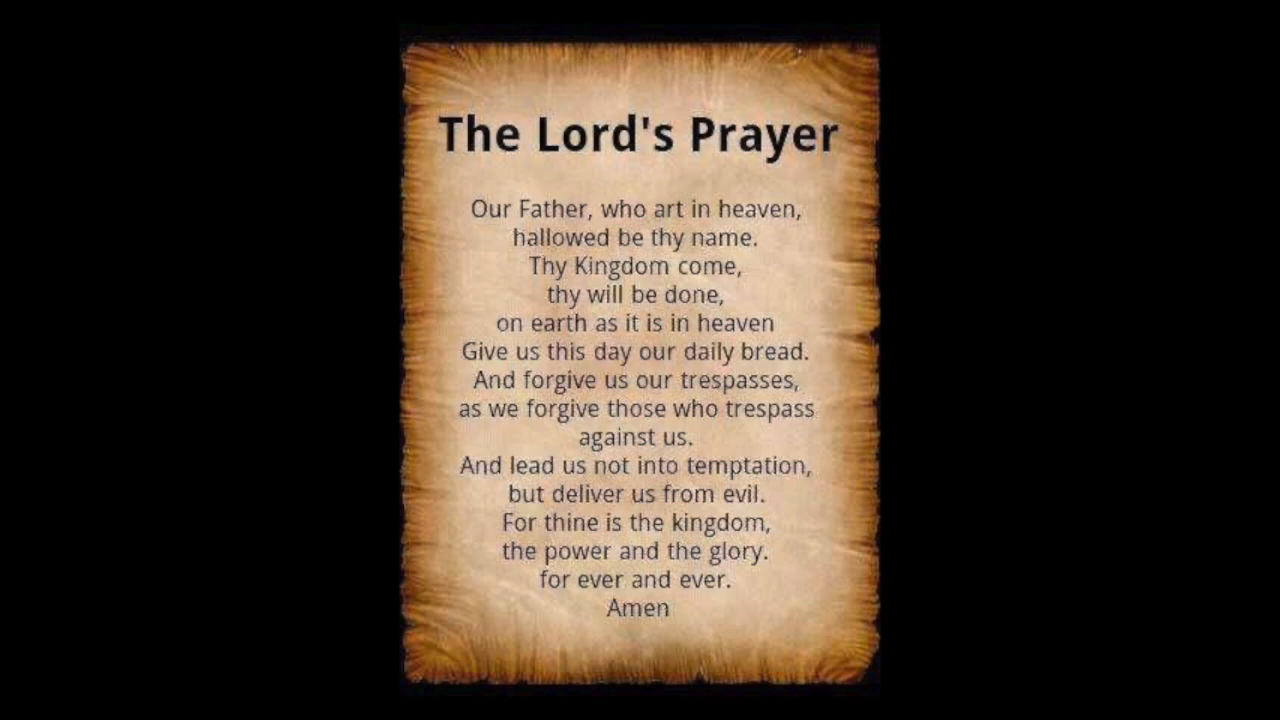 The Lord's Prayer
Our Father, who art in heaven,
hallowed be thy name.
Thy Kingdom come,
thy will be done,
on earth as it is in heaven
Give us this day our daily bread.
And forgive us our trespasses,
as we forgive those who trespass
against us.
And lead us not into temptation,
but deliver us from evil.
For thine is the kingdom,
the power and the glory.
for ever and ever.
Amen